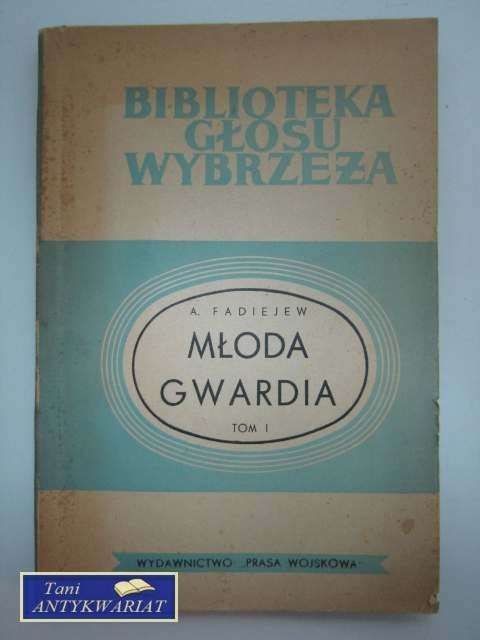 BIBLIOTEKA
GŁOSU
WYBRZEŻA
A. FADIEJEW
MŁODA
GWARDIA
TOM I
WYDAWNICTWO „PRASA WOJSKOWA"
Tani
ANTYKWARIAT